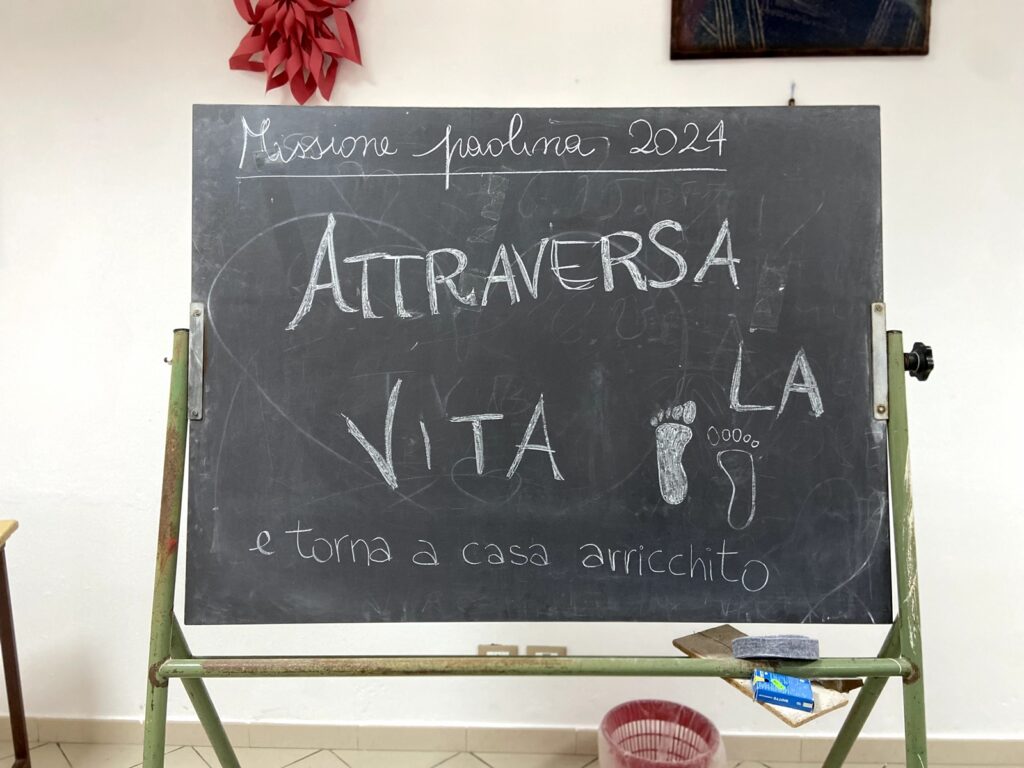 Missione paolina 2024
ATTRAVERSA
LA
VITA
e torna a casa arricchito